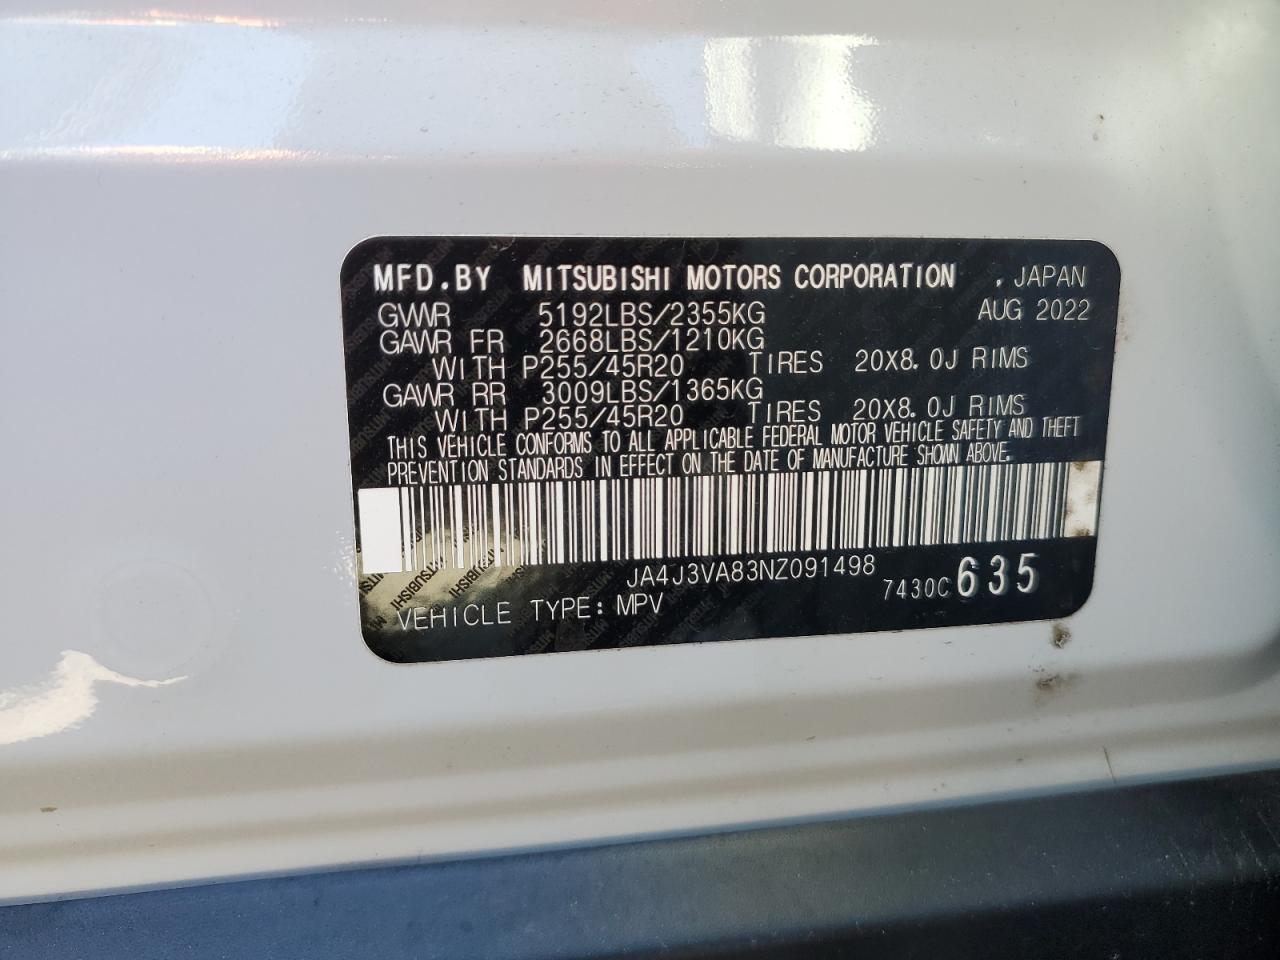 MFD.BY MITSUBISHI MOTORS CORPORATION . JAPAN
GVWR 5192LBS/2355KG AUG 2022
GAWR FR 2668LBS/1210KG
WITH P255/45R20 TIRES 20X8.0J RIMS
GAWR RR 3009LBS/1365KG
WITH P255/45R20 TIRES 20X8.0J RIMS
THIS VEHICLE CONFORMS TO ALL APPLICABLE FEDERAL MOTOR VEHICLE SAFETY AND THEFT
PREVENTION STANDARDS IN EFFECT ON THE DATE OF MANUFACTURE SHOWN ABOVE.
JA4J3VA83NZ091498
7430C 635
VEHICLE TYPE: MPV
MITSUBISHI